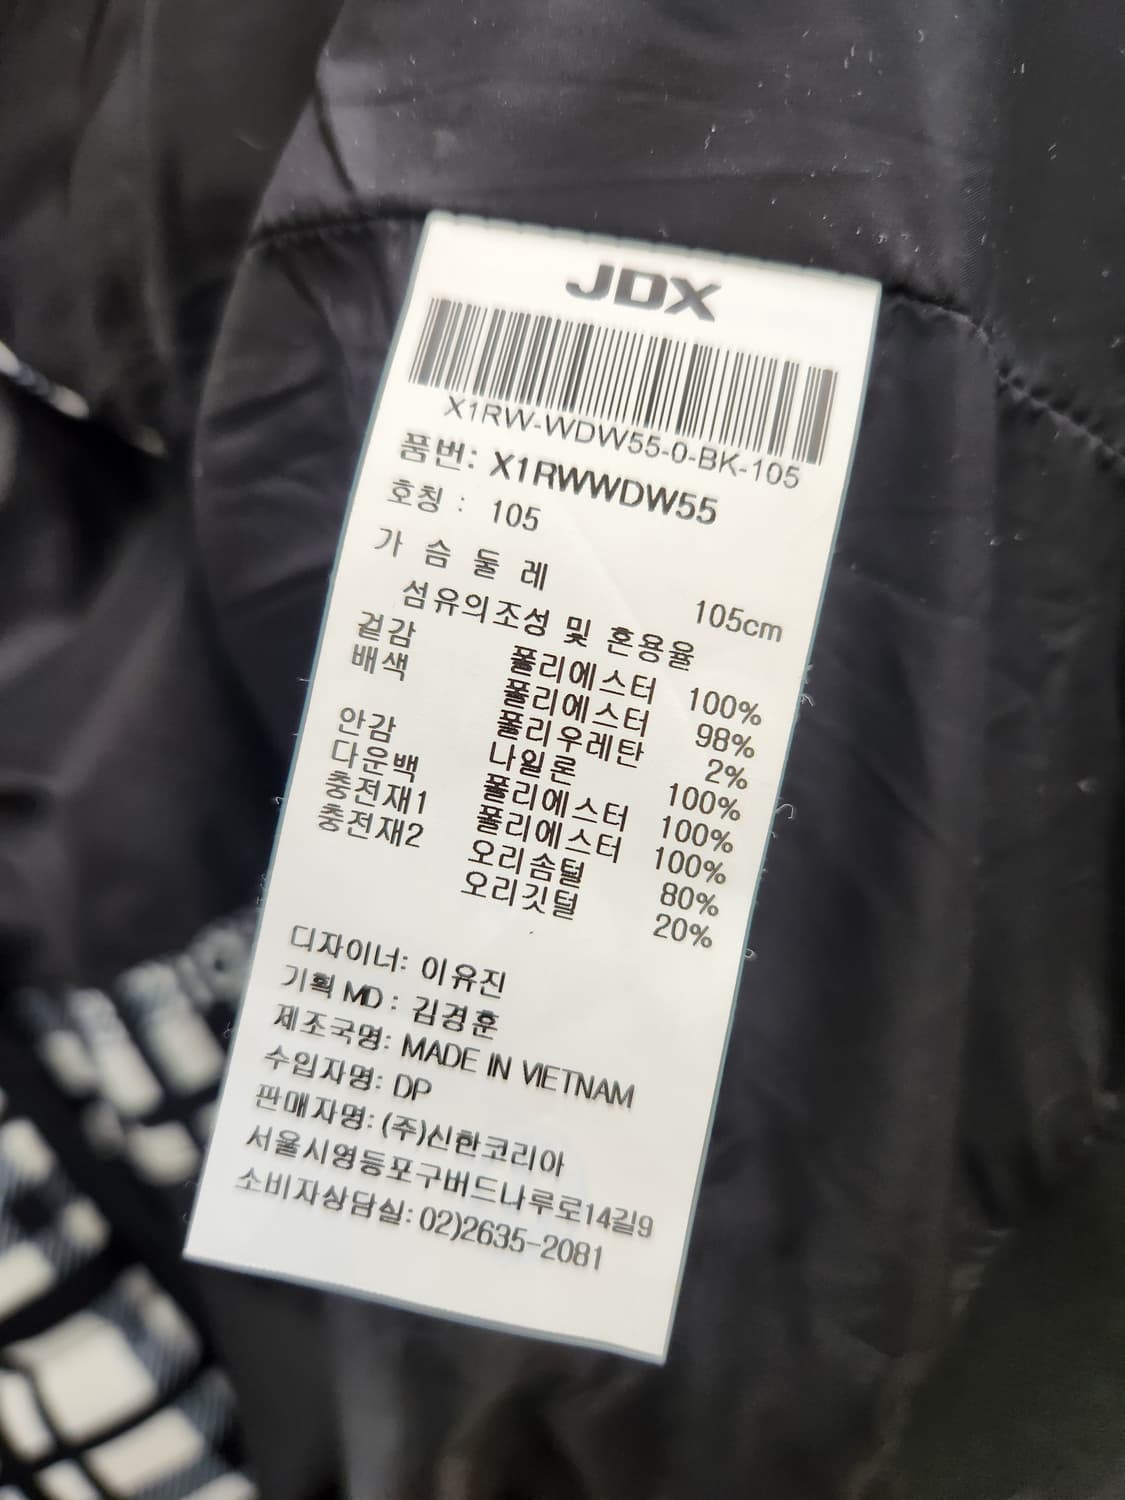 JDX
X1RW-WDW55-0-BK-105
품번: X1RWWDW55
호칭 : 105
가 슴 둘 레 105cm
섬유의조성 및 혼용율
겉감 폴리에스터 100%
배색 폴리에스터 98%
폴리우레탄 2%
안감 나일론 100%
다운백 폴리에스터 100%
충전재1 폴리에스터 100%
충전재2 오리솜털 80%
오리깃털 20%
디자이너: 이유진
기획 MD : 김경훈
제조국명: MADE IN VIETNAM
수입자명: DP
판매자명: (주)신한코리아
서울시영등포구버드나루로14길9
소비자상담실: 02)2635-2081